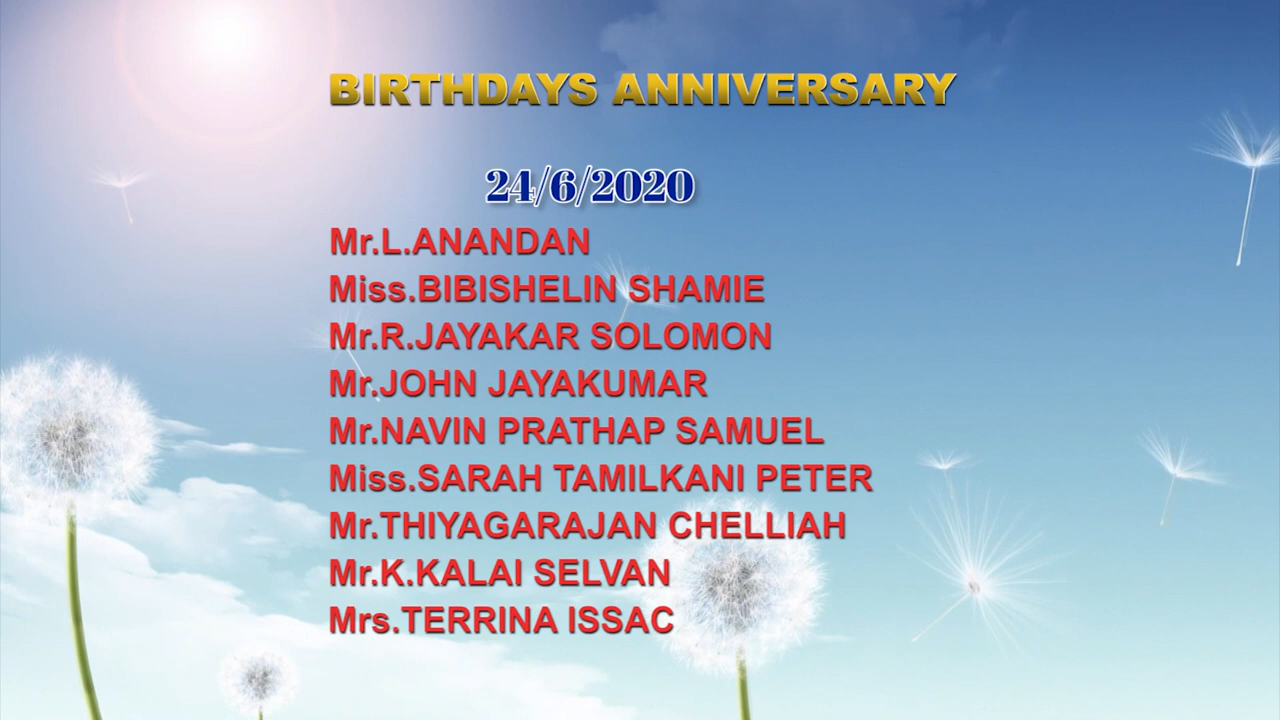 BIRTHDAYS ANNIVERSARY
24/6/2020
Mr.L.ANANDAN
Miss.BIBISHELIN SHAMIE
Mr.R.JAYAKAR SOLOMON
Mr.JOHN JAYAKUMAR
Mr.NAVIN PRATHAP SAMUEL
Miss.SARAH TAMILKANI PETER
Mr.THIYAGARAJAN CHELLIAH
Mr.K.KALAI SELVAN
Mrs.TERRINA ISSAC